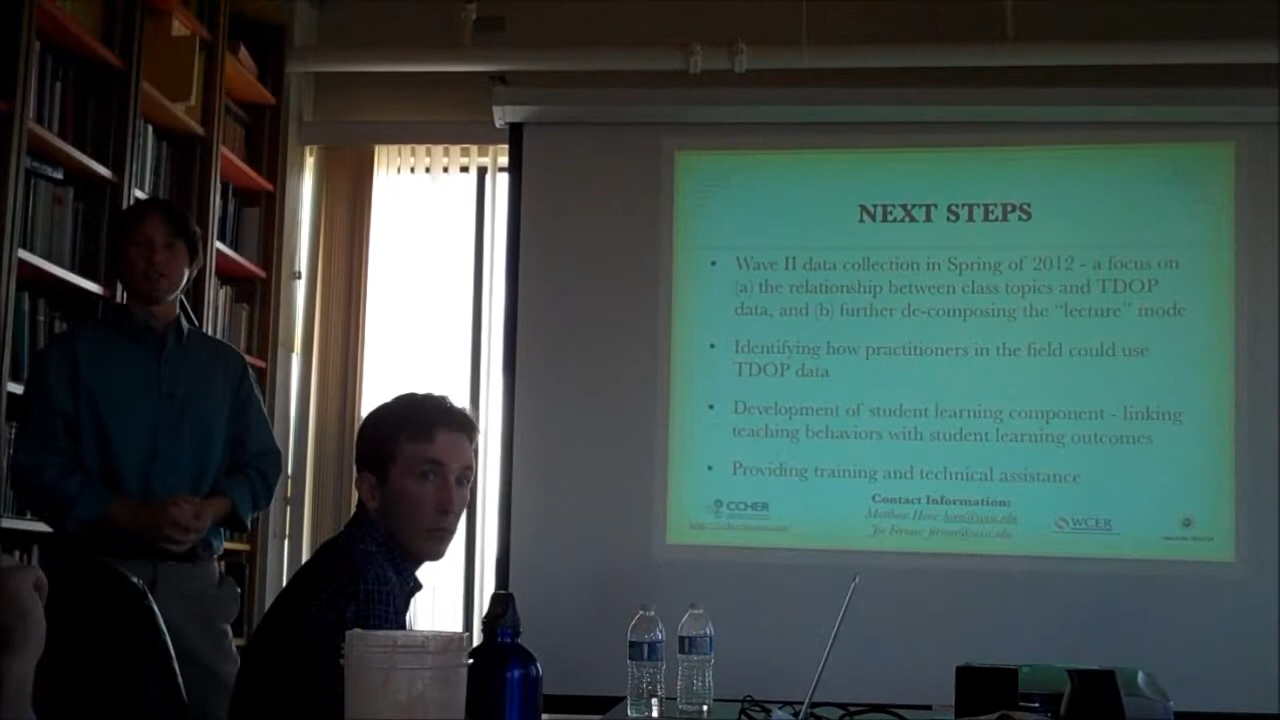 NEXT STEPS
• Wave II data collection in Spring of 2012 - a focus on
(a) the relationship between class topics and TDOP
data, and (b) further de-composing the “lecture” mode
• Identifying how practitioners in the field could use
TDOP data
• Development of student learning component - linking
teaching behaviors with student learning outcomes
• Providing training and technical assistance
Contact Information:
CCHER
Matthew
WCER
Joe